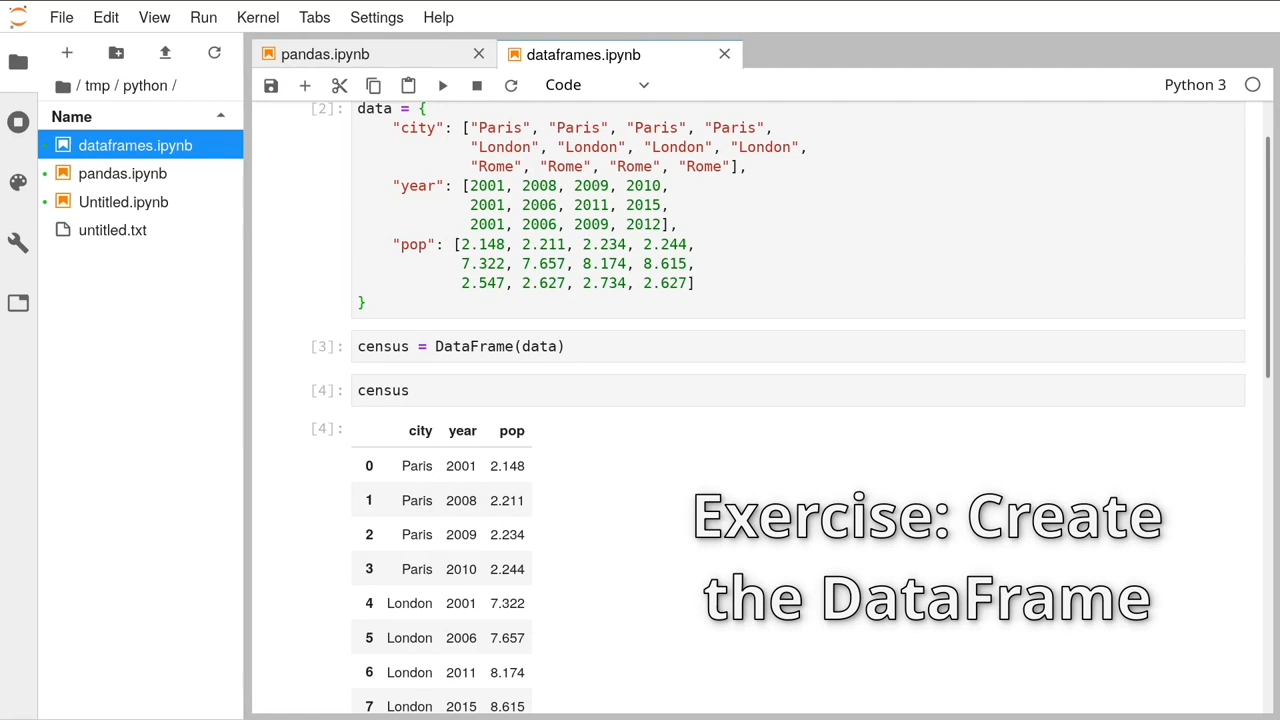 File Edit View Run Kernel Tabs Settings Help
pandas.ipynb dataframes.ipynb
/ tmp / python /
Code Python 3
Name
dataframes.ipynb
pandas.ipynb
Untitled.ipynb
untitled.txt
[2]: data = {
"city": ["Paris", "Paris", "Paris", "Paris",
"London", "London", "London", "London",
"Rome", "Rome", "Rome", "Rome"],
"year": [2001, 2008, 2009, 2010,
2001, 2006, 2011, 2015,
2001, 2006, 2009, 2012],
"pop": [2.148, 2.211, 2.234, 2.244,
7.322, 7.657, 8.174, 8.615,
2.547, 2.627, 2.734, 2.627]
}
[3]: census = DataFrame(data)
[4]: census
[4]: city year pop
0 Paris 2001 2.148
1 Paris 2008 2.211
2 Paris 2009 2.234
3 Paris 2010 2.244
4 London 2001 7.322
5 London 2006 7.657
6 London 2011 8.174
7 London 2015 8.615
Exercise: Create
the DataFrame